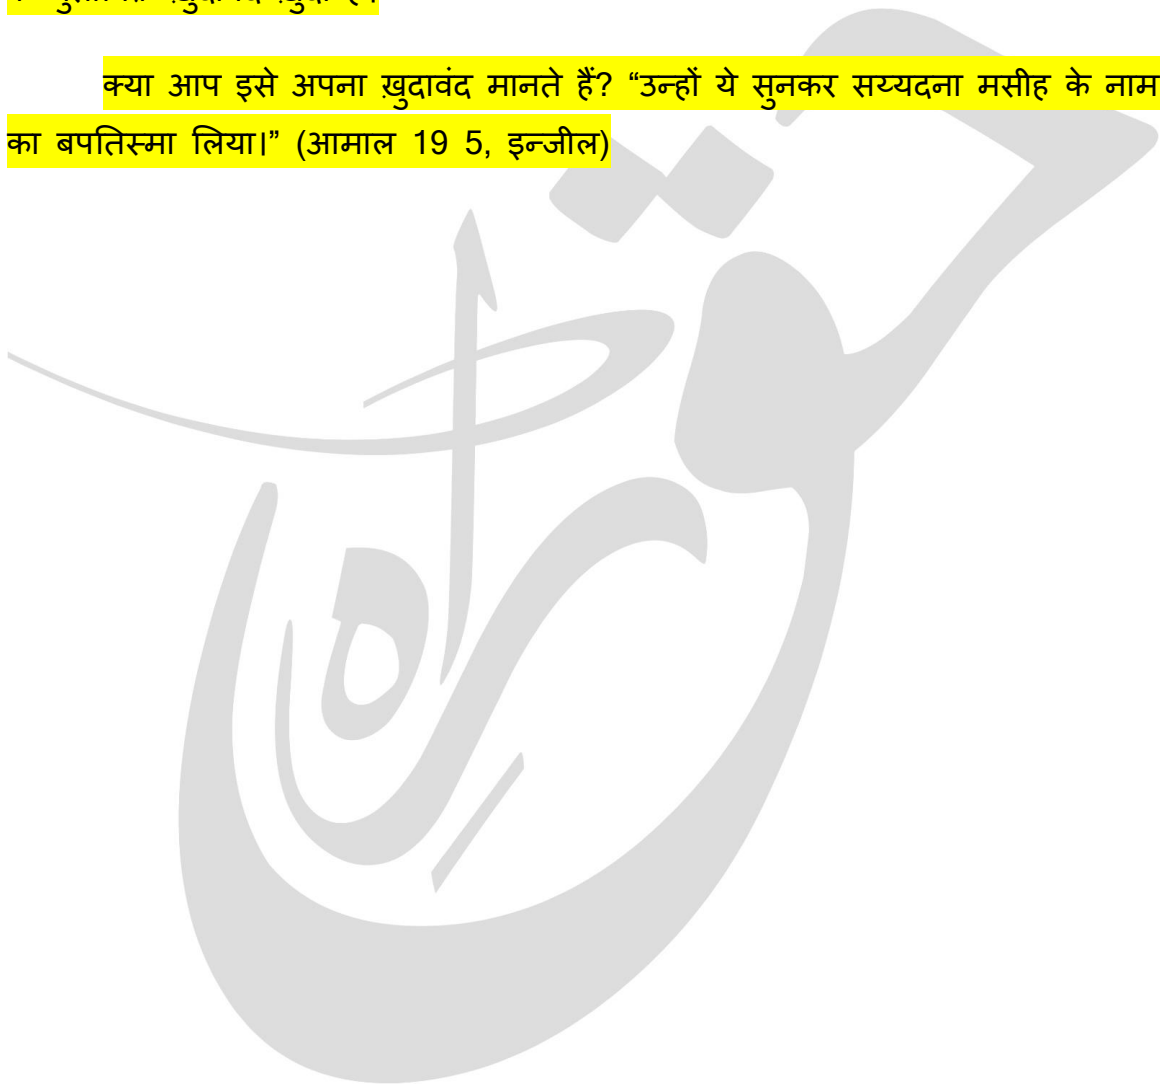 क्या आप इसे अपना ख़ुदावंद मानते हैं? “उन्हों ये सुनकर सय्यदना मसीह के नाम
का बपतिस्मा लिया।” (आमाल 19 5, इन्जील)